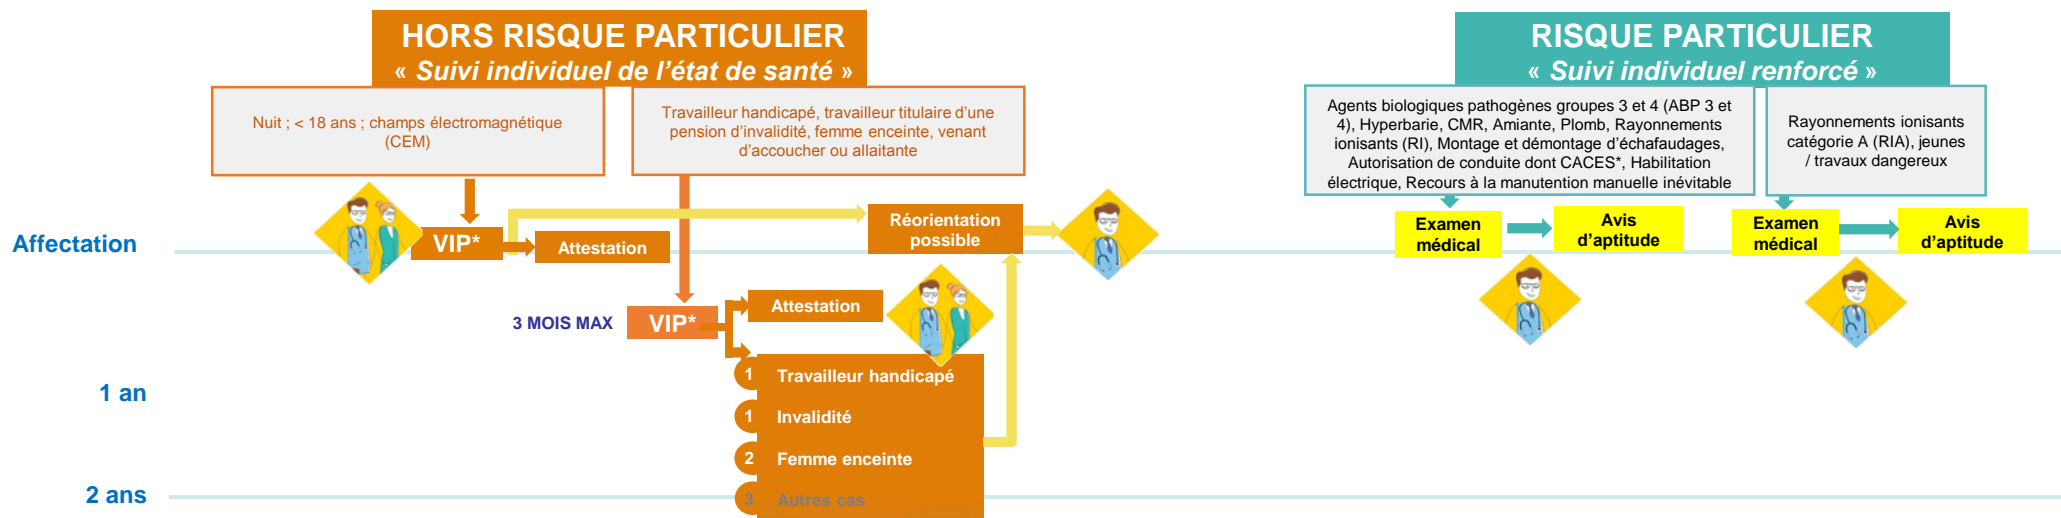 HORS RISQUE PARTICULIER
« Suivi individuel de l’état de santé »
RISQUE PARTICULIER
« Suivi individuel renforcé »
Nuit ; < 18 ans ; champs électromagnétique
(CEM)
Travailleur handicapé, travailleur titulaire d’une
pension d’invalidité, femme enceinte, venant
d’accoucher ou allaitante
Agents biologiques pathogènes groupes 3 et 4 (ABP 3 et
4), Hyperbarie, CMR, Amiante, Plomb, Rayonnements
ionisants (RI), Montage et démontage d’échafaudages,
Autorisation de conduite dont CACES*, Habilitation
électrique, Recours à la manutention manuelle inévitable
Rayonnements ionisants
catégorie A (RIA), jeunes
/ travaux dangereux
Affectation
VIP*
Attestation
Réorientation
possible
Examen
médical
Avis
d’aptitude
Examen
médical
Avis
d’aptitude
3 MOIS MAX
VIP*
Attestation
1 an
1 Travailleur handicapé
1 Invalidité
2 Femme enceinte
2 ans
3 Autres cas